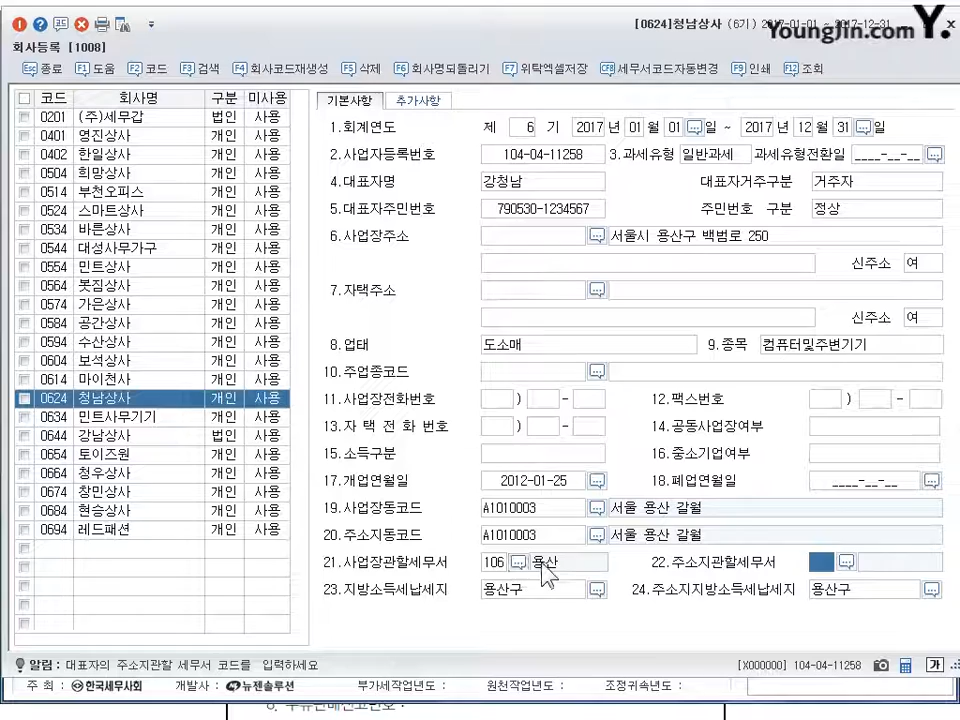 [0624]청남상사 (6기) 2017-01-01 ~ 2017-12-31
YoungJin.com Y.
회사등록 [1008]
Esc 종료 F1 도움 F2 코드 F3 검색 F4 회사코드재생성 F5 삭제 F6 회사명되돌리기 F7 위탁엑셀저장 CF8 세무서코드자동변경 F9 인쇄 F12 조회
코드 회사명 구분 미사용
0201 (주)세무갑 법인 사용
0401 영진상사 개인 사용
0402 한일상사 개인 사용
0504 희망상사 개인 사용
0514 부천오피스 개인 사용
0524 스마트상사 개인 사용
0534 바른상사 개인 사용
0544 대성사무가구 개인 사용
0554 민트상사 개인 사용
0564 봇짐상사 개인 사용
0574 가온상사 개인 사용
0584 공간상사 개인 사용
0594 수산상사 개인 사용
0604 보석상사 개인 사용
0614 마이천사 개인 사용
0624 청남상사 개인 사용
0634 민트사무기기 개인 사용
0644 강남상사 법인 사용
0654 토이즈원 개인 사용
0664 청우상사 개인 사용
0674 창민상사 개인 사용
0684 현승상사 개인 사용
0694 레드패션 개인 사용
기본사항 추가사항
1.회계연도 제 6 기 2017 년 01 월 01 일 ~ 2017 년 12 월 31 일
2.사업자등록번호 104-04-11258 3.과세유형 일반과세 과세유형전환일 ____-__-__
4.대표자명 강청남 대표자거주구분 거주자
5.대표자주민번호 790530-1234567 주민번호 구분 정상
6.사업장주소 서울시 용산구 백범로 250
신주소 여
7.자택주소
신주소 여
8.업태 도소매 9.종목 컴퓨터및주변기기
10.주업종코드
11.사업장전화번호 ) - 12.팩스번호 ) -
13.자 택 전 화 번호 ) - 14.공동사업장여부
15.소득구분 16.중소기업여부
17.개업연월일 2012-01-25 18.폐업연월일 ____-__-__
19.사업장동코드 A1010003 서울 용산 갈월
20.주소지동코드 A1010003 서울 용산 갈월
21.사업장관할세무서 106 용산 22.주소지관할세무서
23.지방소득세납세지 용산구 24.주소지지방소득세납세지 용산구
알림 : 대표자의 주소지관할 세무서 코드를 입력하세요 [X000000] 104-04-11258 가
주 최 : 한국세무사회 개발사 : 뉴젠솔루션 부가세작업년도 : 원천작업년도 : 조정귀속년도 :